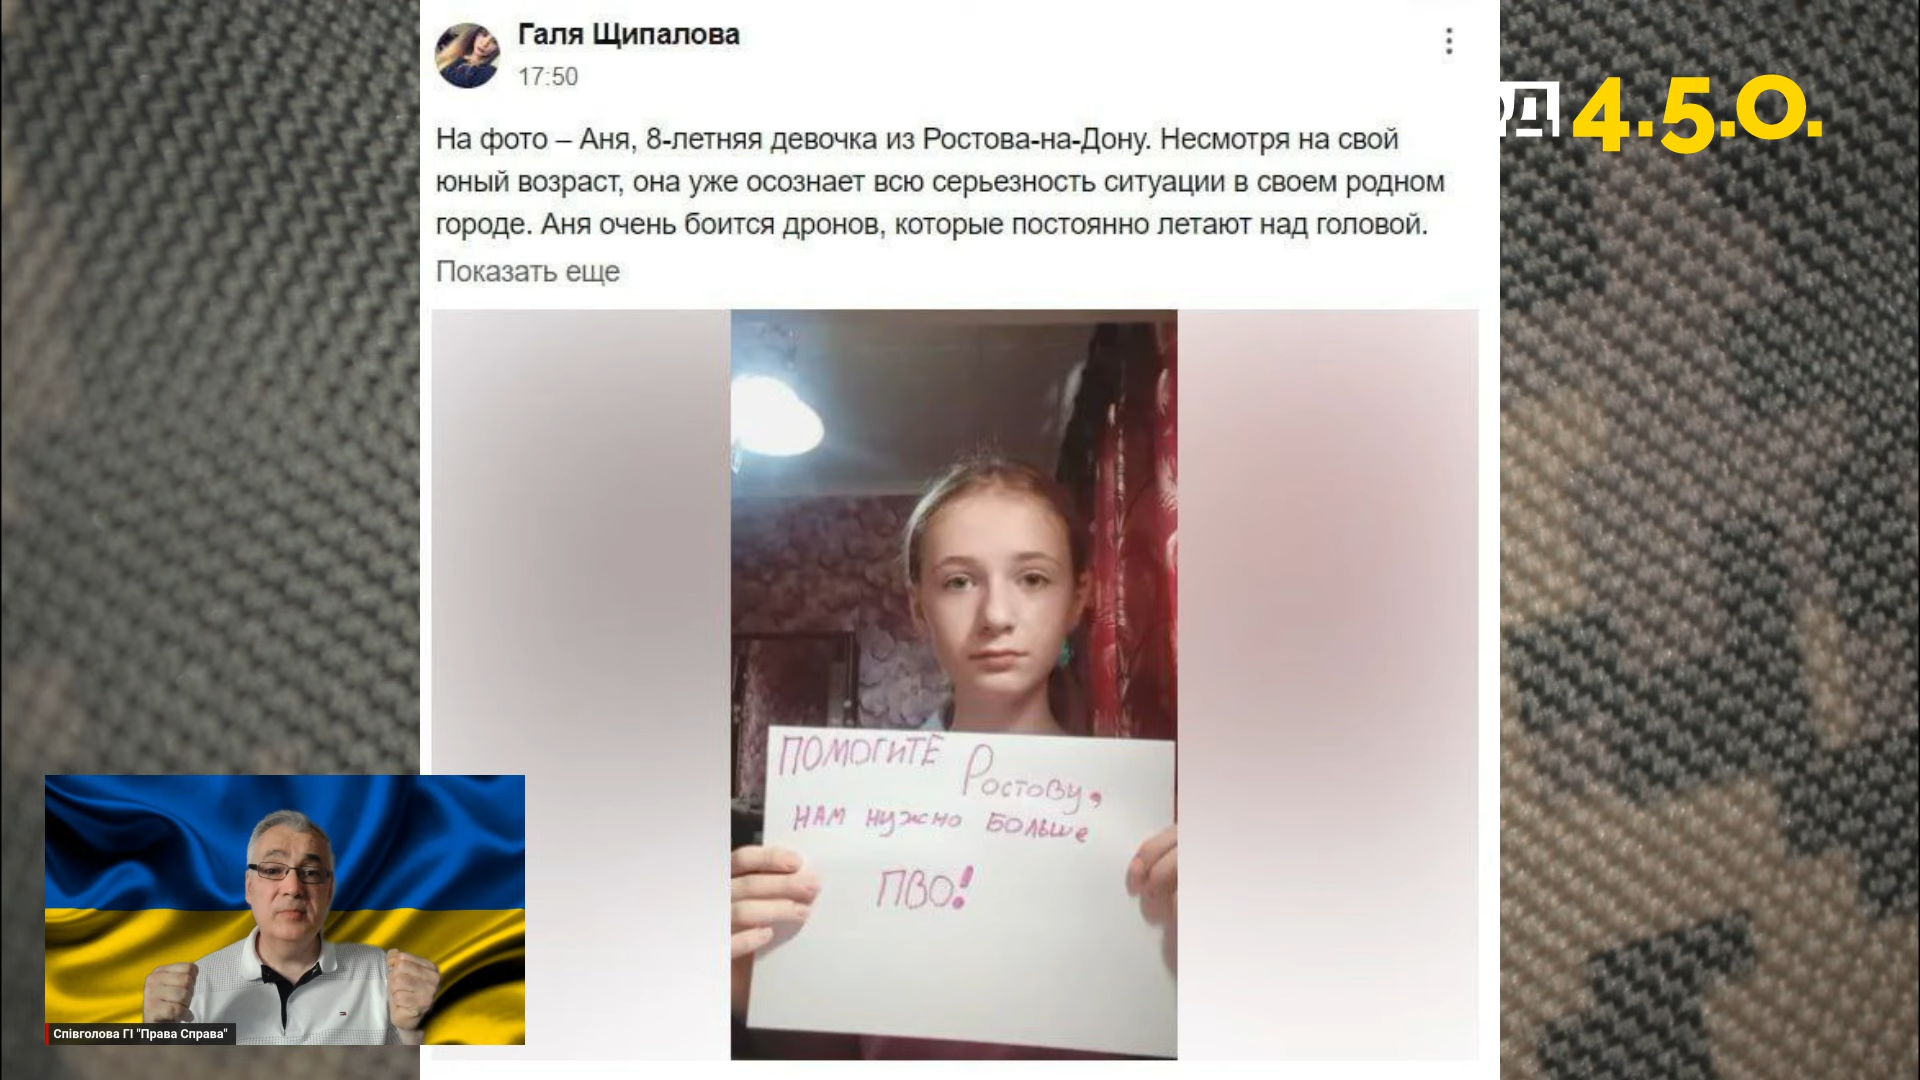 Галя Щипалова
17:50
На фото – Аня, 8-летняя девочка из Ростова-на-Дону. Несмотря на свой
юный возраст, она уже осознает всю серьезность ситуации в своем родном
городе. Аня очень боится дронов, которые постоянно летают над головой.
Показать еще
ПОМОГИТЕ Ростову,
нам нужно больше
ПВО!
4.5.0.
Співголова ГІ "Права Справа"